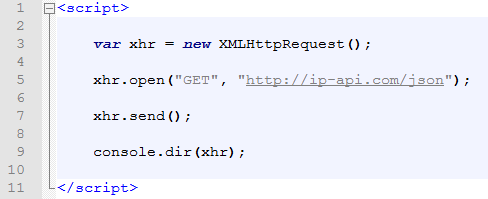 1 <script>
2
3 var xhr = new XMLHttpRequest();
4
5 xhr.open("GET", "http://ip-api.com/json");
6
7 xhr.send();
8
9 console.dir(xhr);
10
11 </script>